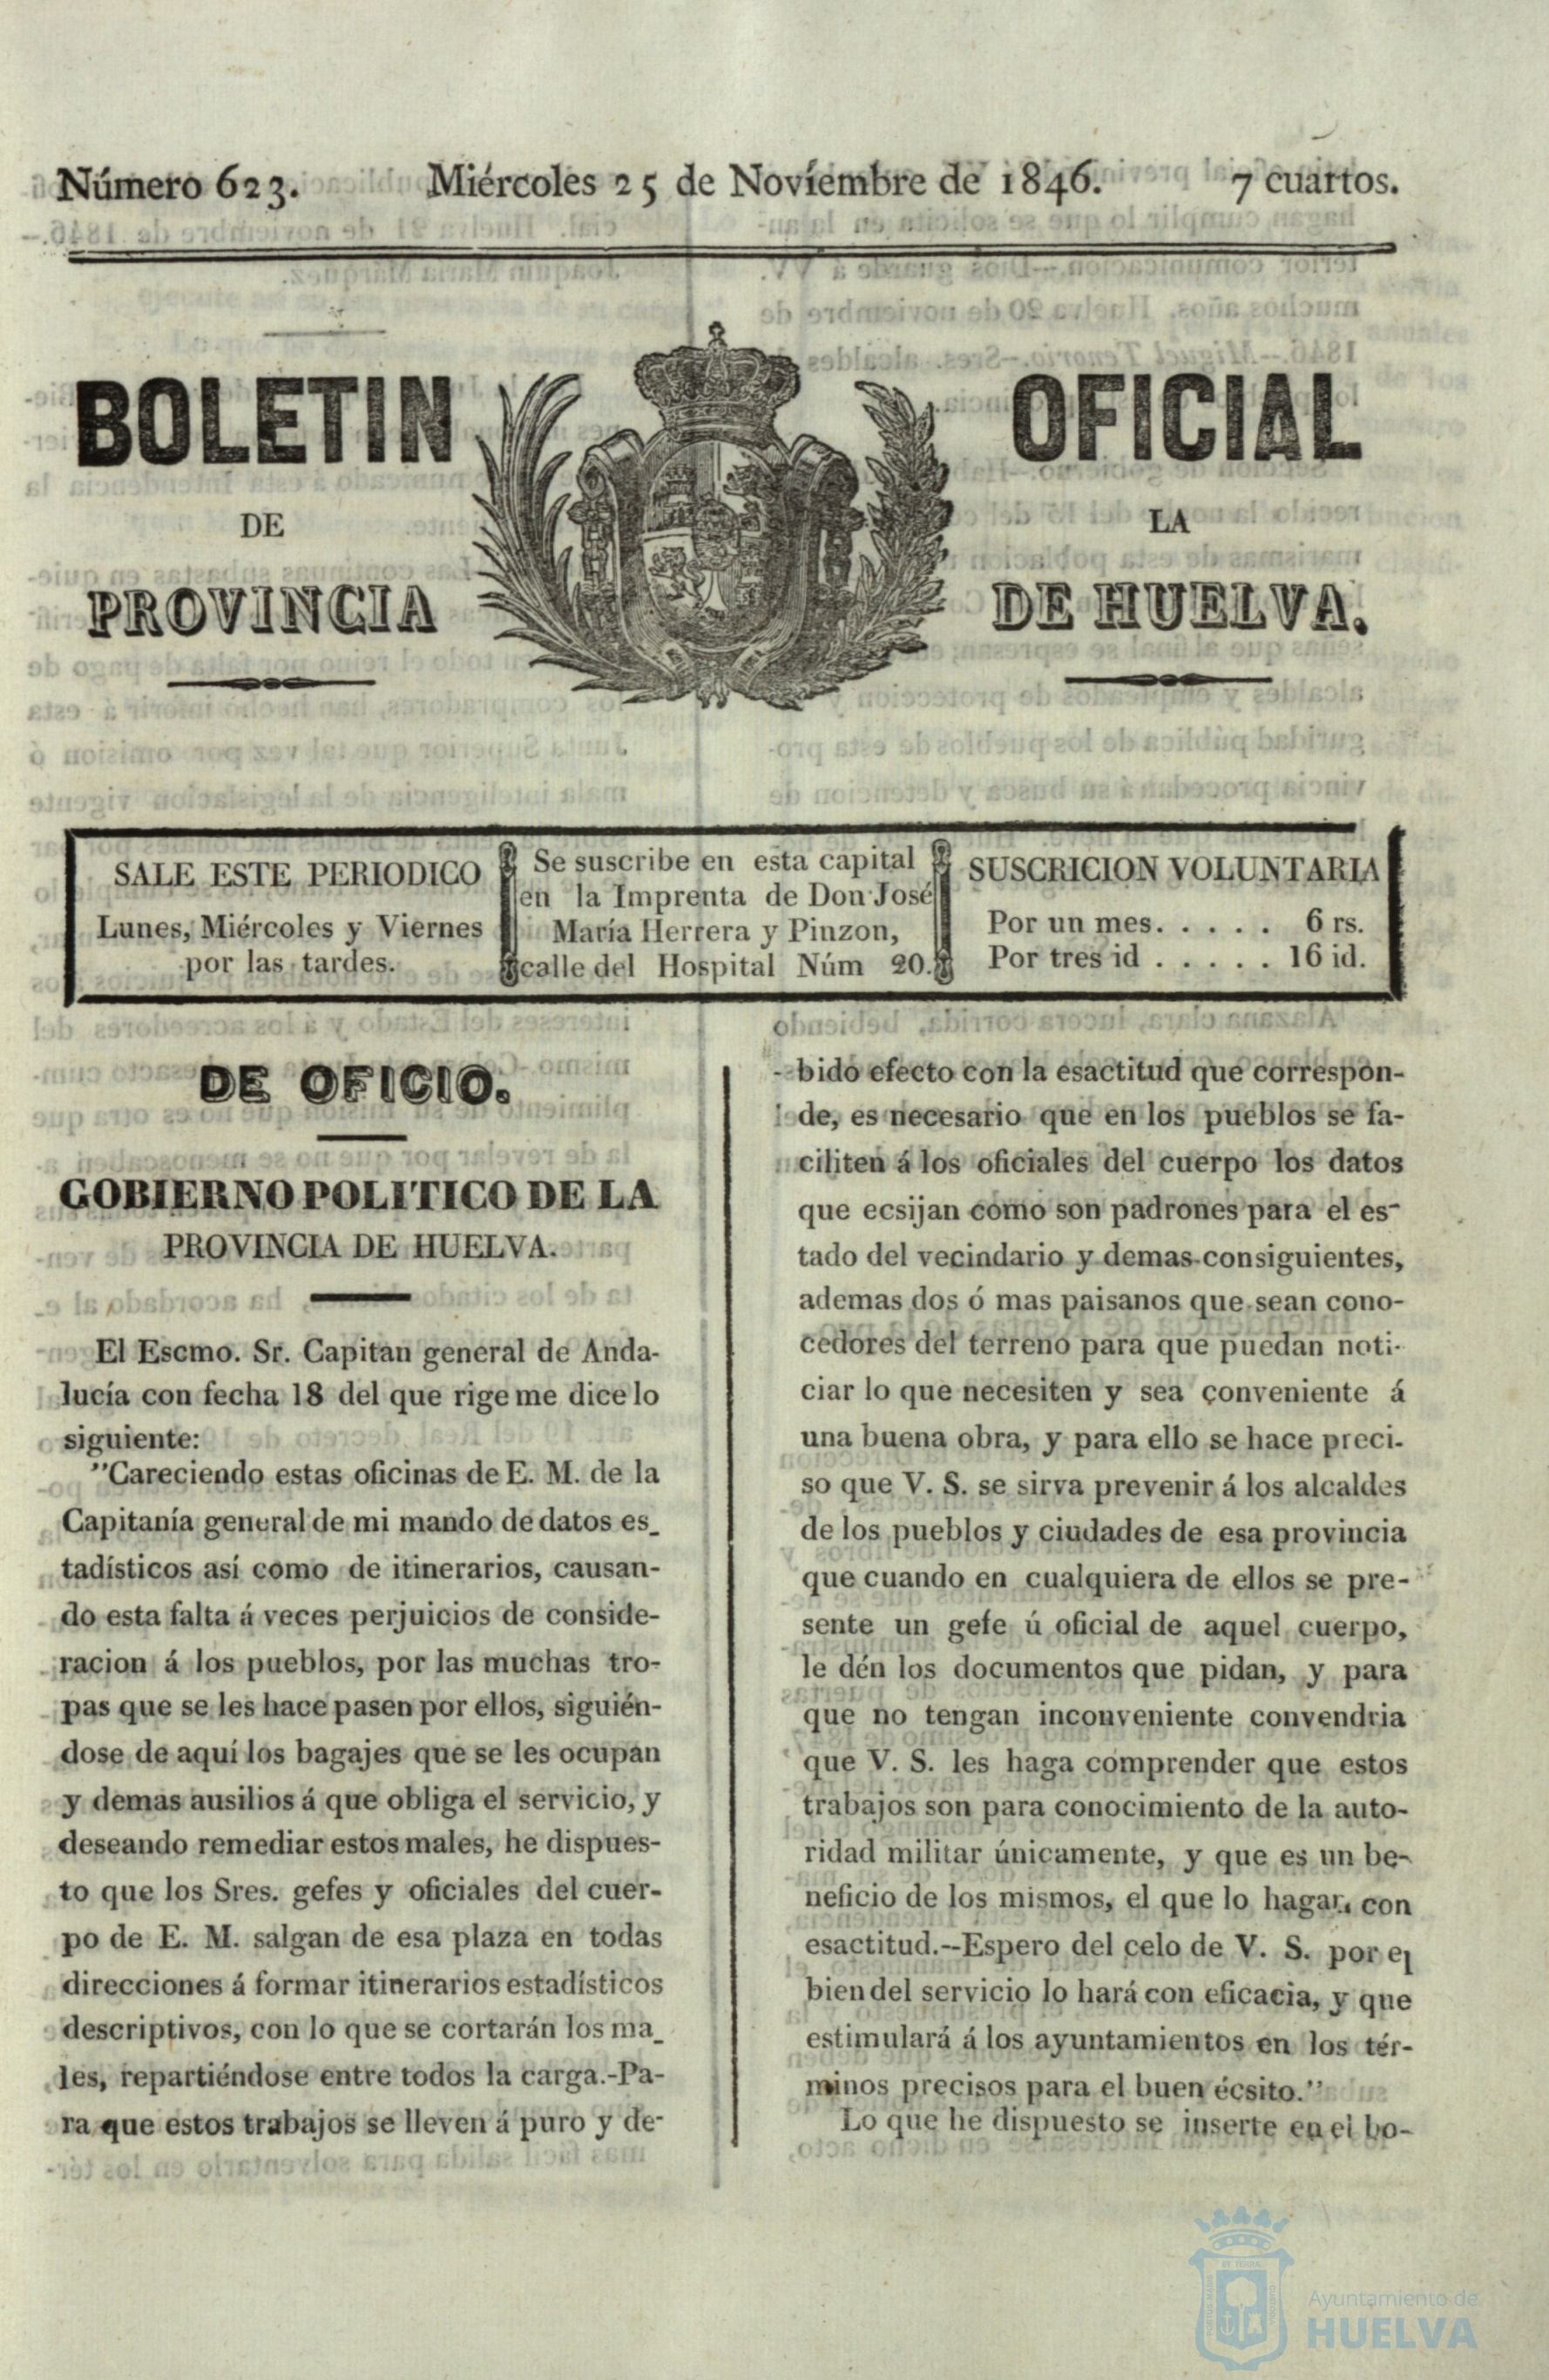 Número 623. Miércoles 25 de Noviembre de 1846. 7 cuartos.
BOLETIN OFICIAL
DE LA
PROVINCIA DE HUELVA.
SALE ESTE PERIODICO
Lunes, Miércoles y Viernes
por las tardes.
Se suscribe en esta capital
en la Imprenta de Don José
María Herrera y Pinzon,
calle del Hospital Núm 20.
SUSCRICION VOLUNTARIA
Por un mes. . . . . 6 rs.
Por tres id . . . . . 16 id.
DE OFICIO.
GOBIERNO POLITICO DE LA
PROVINCIA DE HUELVA.
El Escmo. Sr. Capitan general de Anda-
lucía con fecha 18 del que rige me dice lo
siguiente:
"Careciendo estas oficinas de E. M. de la
Capitanía general de mi mando de datos es_
tadísticos así como de itinerarios, causan-
do esta falta á veces perjuicios de conside-
racion á los pueblos, por las muchas tro-
pas que se les hace pasen por ellos, siguién-
dose de aquí los bagajes que se les ocupan
y demas ausilios á que obliga el servicio, y
deseando remediar estos males, he dispues-
to que los Sres. gefes y oficiales del cuer-
po de E. M. salgan de esa plaza en todas
direcciones á formar itinerarios estadísticos
descriptivos, con lo que se cortarán los ma_
les, repartiéndose entre todos la carga.-Pa-
ra que estos trabajos se lleven á puro y de-
bido efecto con la esactitud que correspon-
de, es necesario que en los pueblos se fa-
ciliten á los oficiales del cuerpo los datos
que ecsijan como son padrones para el es-
tado del vecindario y demas consiguientes,
ademas dos ó mas paisanos que sean cono-
cedores del terreno para que puedan noti-
ciar lo que necesiten y sea conveniente á
una buena obra, y para ello se hace preci-
so que V. S. se sirva prevenir á los alcaldes
de los pueblos y ciudades de esa provincia
que cuando en cualquiera de ellos se pre-
sente un gefe ú oficial de aquel cuerpo,
le dén los documentos que pidan, y para
que no tengan inconveniente convendria
que V. S. les haga comprender que estos
trabajos son para conocimiento de la auto-
ridad militar únicamente, y que es un be-
neficio de los mismos, el que lo hagan con
esactitud.--Espero del celo de V. S. por el
bien del servicio lo hará con eficacia, y que
estimulará á los ayuntamientos en los tér-
minos precisos para el buen écsito."
Lo que he dispuesto se inserte en el bo-
Ayuntamiento de
HUELVA